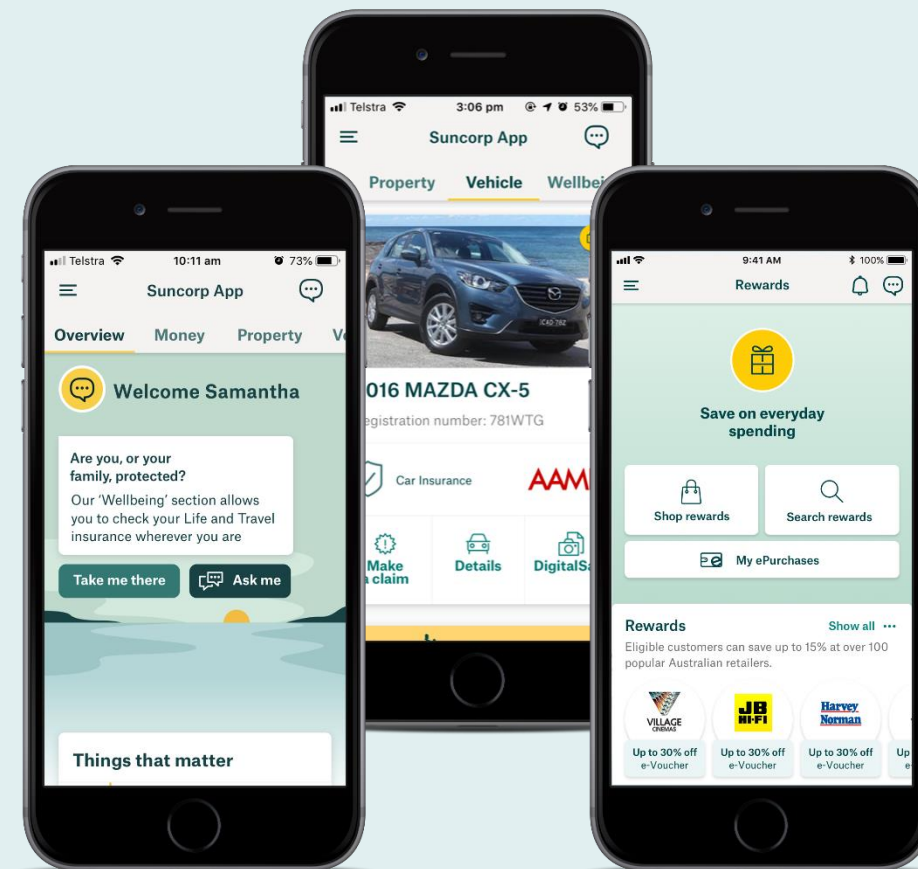 Telstra 10:11 am 73%
Suncorp App
Overview Money Property
Welcome Samantha
Are you, or your
family, protected?
Our ‘Wellbeing’ section allows
you to check your Life and Travel
insurance wherever you are
Take me there Ask me
Things that matter
Telstra 3:06 pm 53%
Suncorp App
Property Vehicle Wellbei
016 MAZDA CX-5
egistration number: 781WTG
Car Insurance AAMI
Make
a claim
Details
DigitalSa
9:41 AM 100%
Rewards
Save on everyday
spending
Shop rewards Search rewards
My ePurchases
Rewards Show all
Eligible customers can save up to 15% at over 100
popular Australian retailers.
VILLAGE
CINEMAS
JB
HI-FI
Harvey
Norman
Up to 30% off Up to 30% off Up to 30% off Up
e-Voucher e-Voucher e-Voucher